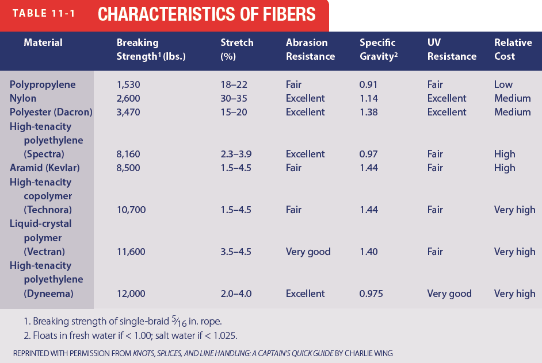 TABLE 11-1 CHARACTERISTICS OF FIBERS
Material Breaking Stretch Abrasion Specific UV Relative
Strength¹ (lbs.) (%) Resistance Gravity² Resistance Cost
Polypropylene 1,530 18–22 Fair 0.91 Fair Low
Nylon 2,600 30–35 Excellent 1.14 Excellent Medium
Polyester (Dacron) 3,470 15–20 Excellent 1.38 Excellent Medium
High-tenacity
polyethylene
(Spectra) 8,160 2.3–3.9 Excellent 0.97 Fair High
Aramid (Kevlar) 8,500 1.5–4.5 Fair 1.44 Fair High
High-tenacity
copolymer
(Technora) 10,700 1.5–4.5 Fair 1.44 Fair Very high
Liquid-crystal
polymer
(Vectran) 11,600 3.5–4.5 Very good 1.40 Fair Very high
High-tenacity
polyethylene
(Dyneema) 12,000 2.0–4.0 Excellent 0.975 Very good Very high
1. Breaking strength of single-braid 5/16 in. rope.
2. Floats in fresh water if < 1.00; salt water if < 1.025.
REPRINTED WITH PERMISSION FROM KNOTS, SPLICES, AND LINE HANDLING: A CAPTAIN'S QUICK GUIDE BY CHARLIE WING